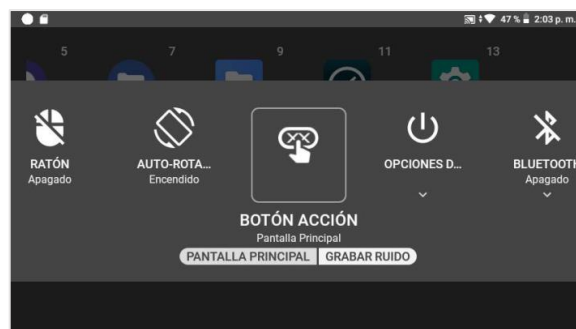 47 % 2:03 p. m.
5 7 9 11 13
RATÓN
Apagado
AUTO-ROTA...
Encendido
OPCIONES D...
BLUETOOTH
Apagado
BOTÓN ACCIÓN
Pantalla Principal
PANTALLA PRINCIPAL GRABAR RUIDO